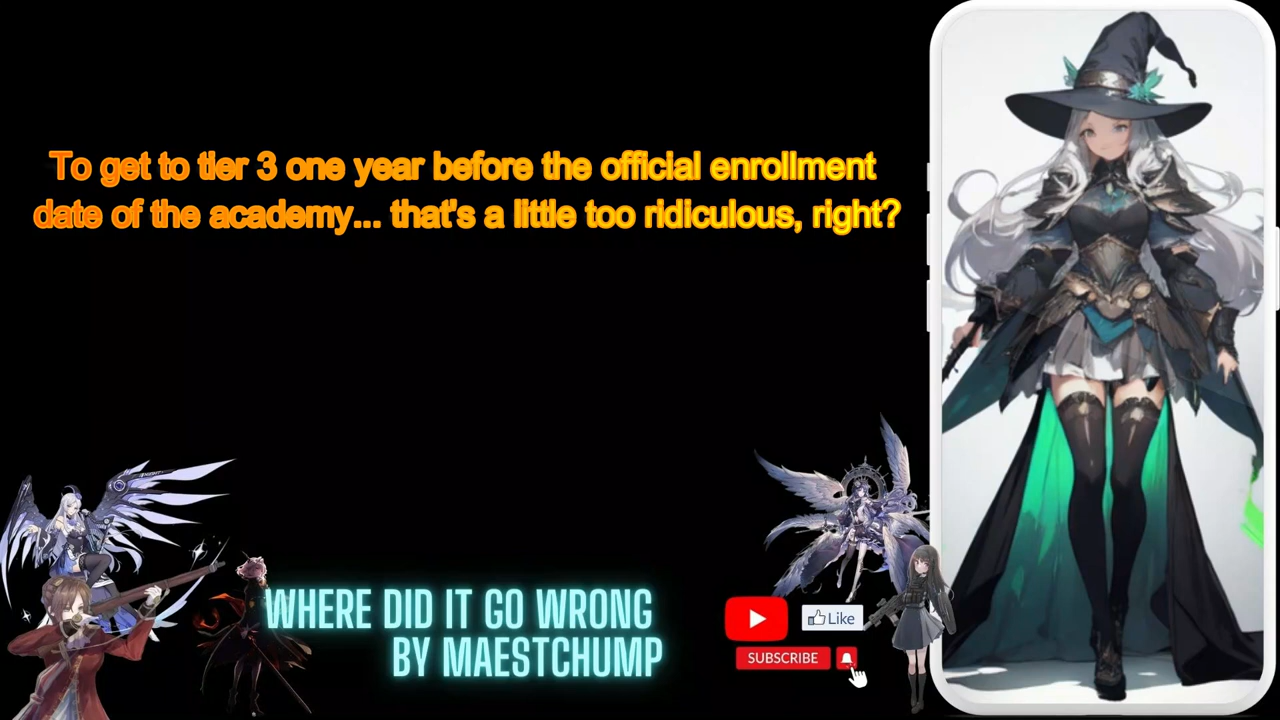 To get to tier 3 one year before the official enrollment
date of the academy... that's a little too ridiculous, right?
WHERE DID IT GO WRONG
BY MAESTCHUMP
Like
SUBSCRIBE